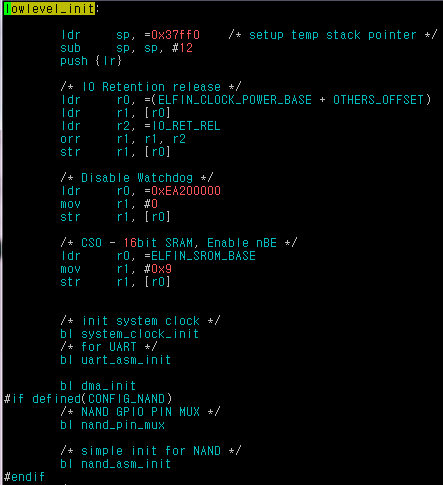 lowlevel_init:
ldr sp, =0x37ff0 /* setup temp stack pointer */
sub sp, sp, #12
push {lr}
/* IO Retention release */
ldr r0, =(ELFIN_CLOCK_POWER_BASE + OTHERS_OFFSET)
ldr r1, [r0]
ldr r2, =IO_RET_REL
orr r1, r1, r2
str r1, [r0]
/* Disable Watchdog */
ldr r0, =0xEA200000
mov r1, #0
str r1, [r0]
/* CS0 - 16bit SRAM, Enable nBE */
ldr r0, =ELFIN_SROM_BASE
mov r1, #0x9
str r1, [r0]
/* init system clock */
bl system_clock_init
/* for UART */
bl uart_asm_init
bl dma_init
#if defined(CONFIG_NAND)
/* NAND GPIO PIN MUX */
bl nand_pin_mux
/* simple init for NAND */
bl nand_asm_init
#endif